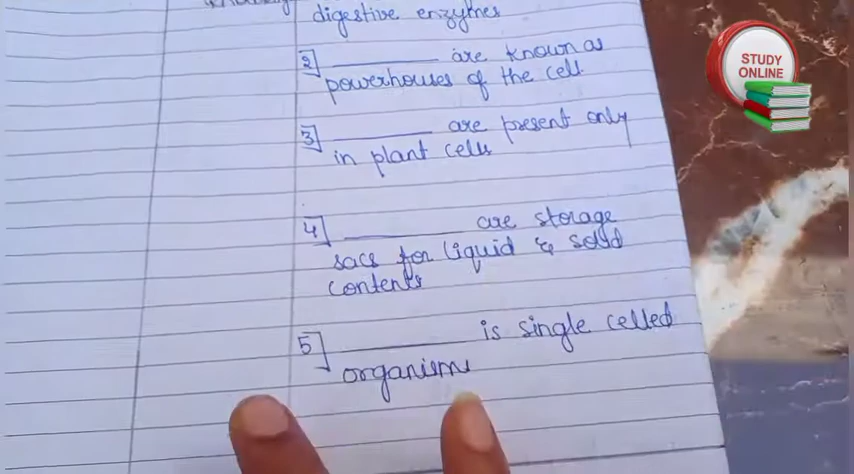 digestive enzymes
2] ________ are known as
powerhouses of the cell.
3] ________ are present only
in plant cells
4] ________ are storage
sacs for liquid & solid
contents
5] ________ is single celled
organism
STUDY
ONLINE